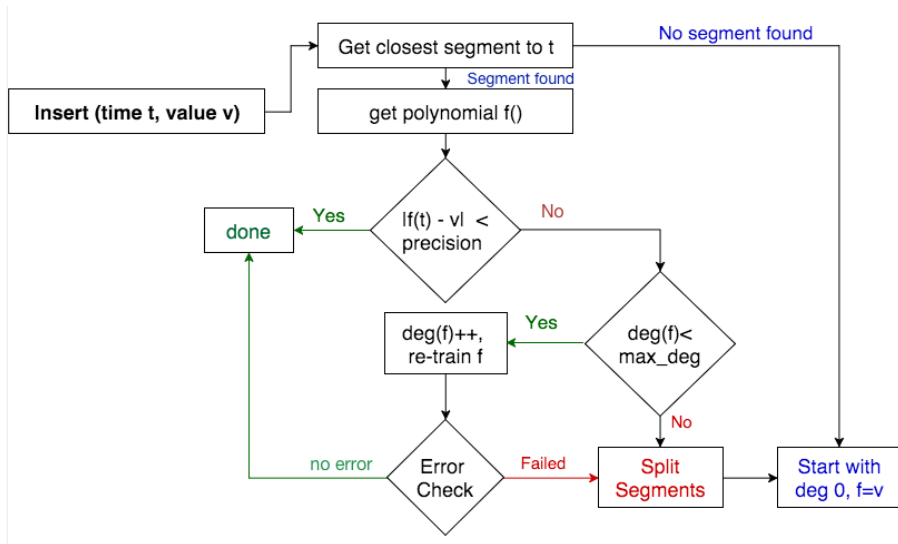 Get closest segment to t
No segment found
Segment found
Insert (time t, value v)
get polynomial f()
|f(t) - v| <
precision
Yes
No
done
deg(f)++,
re-train f
Yes
deg(f)<
max_deg
No
no error
Error
Check
Failed
Split
Segments
Start with
deg 0, f=v